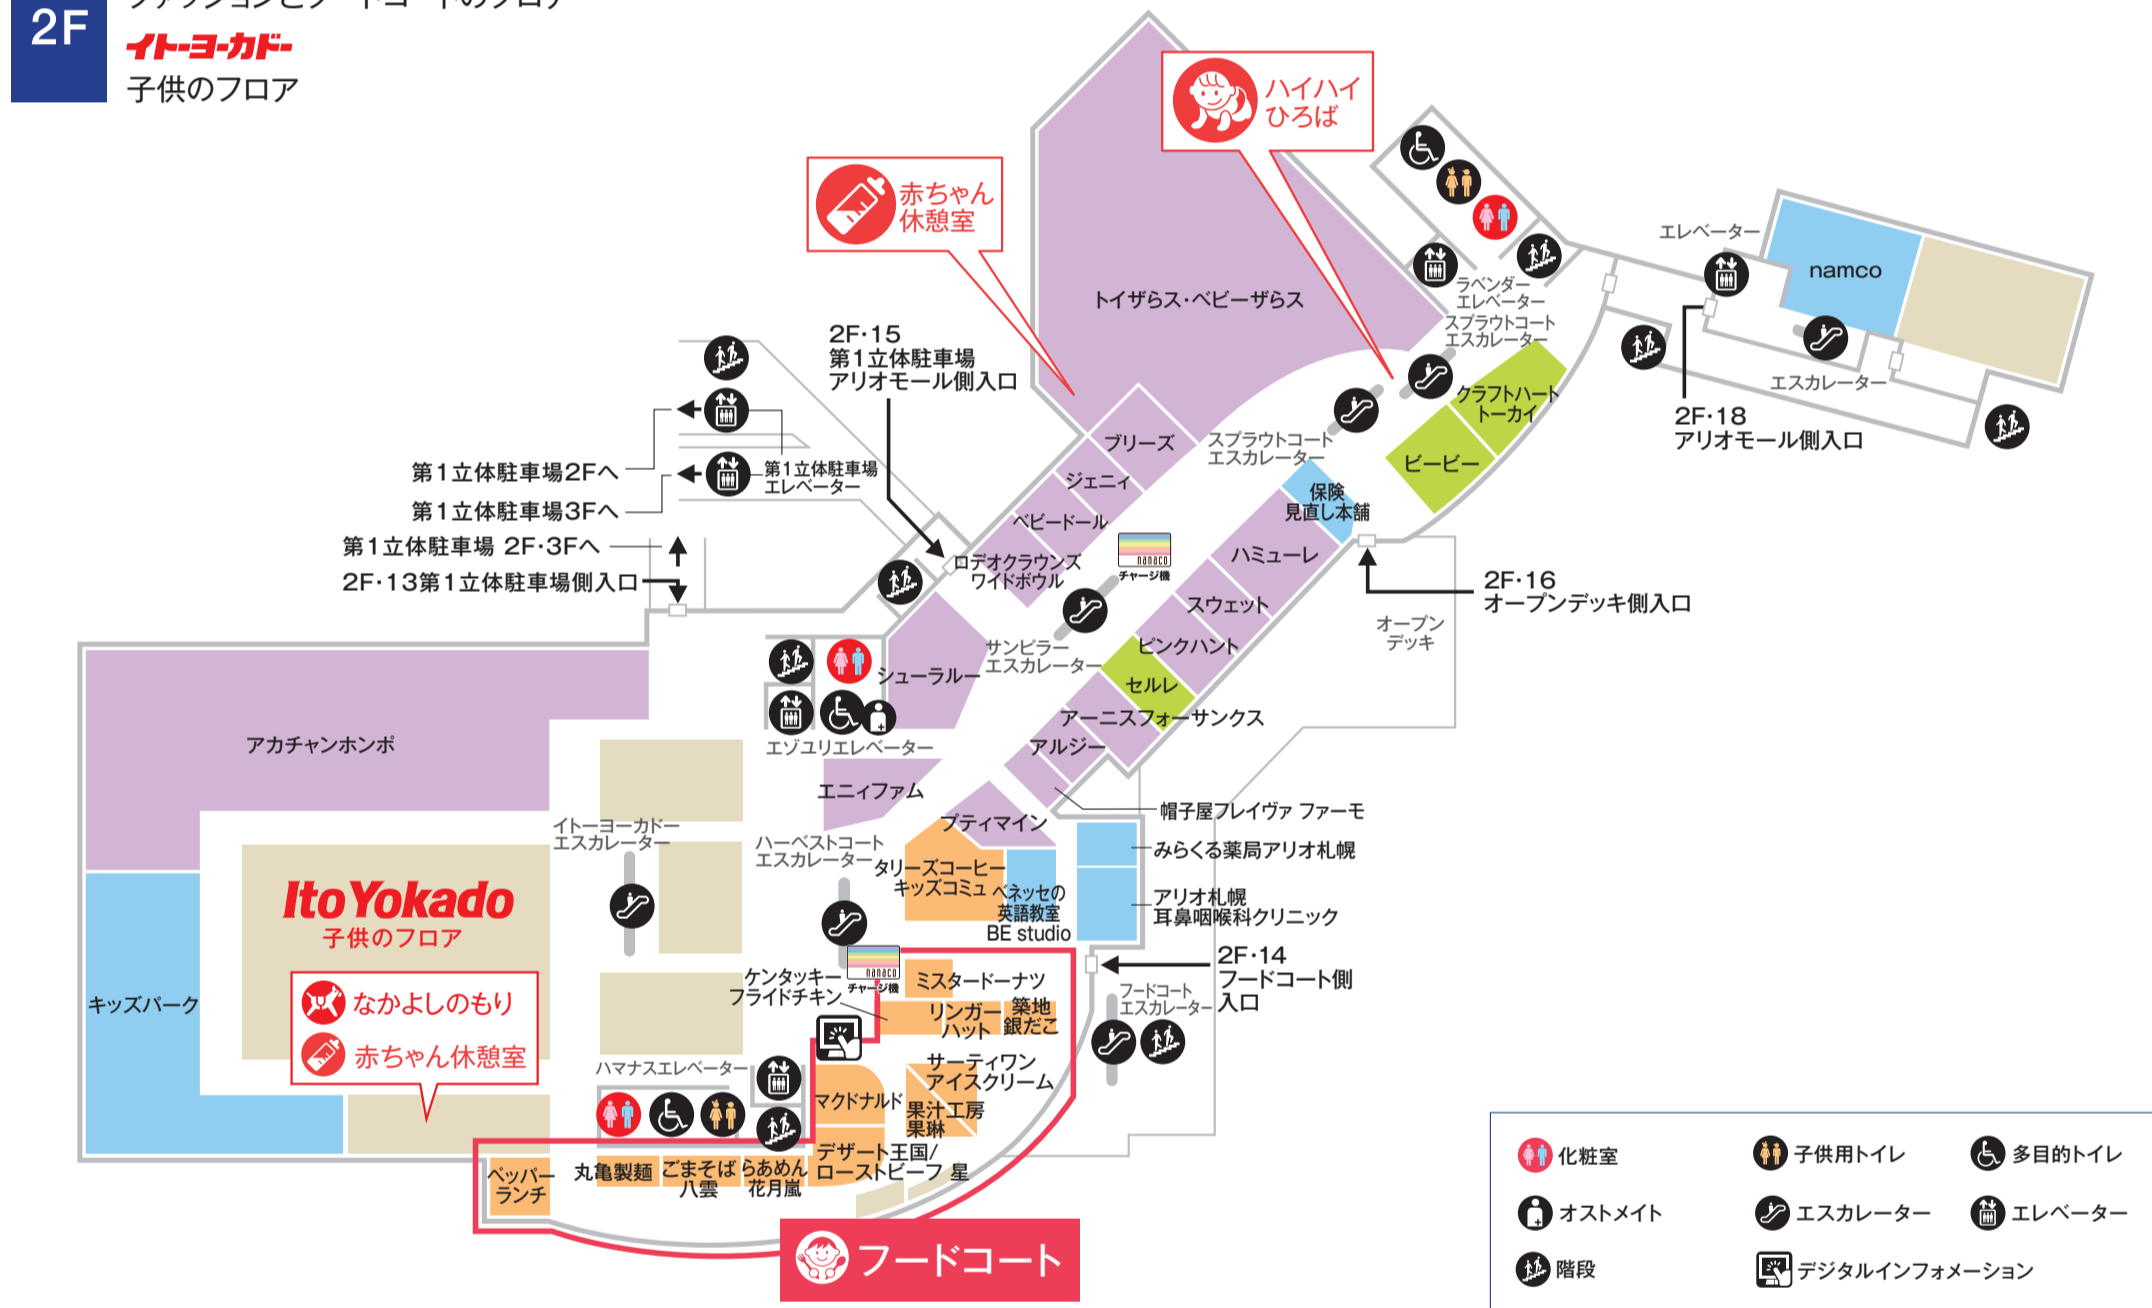 2F
ファッションとフードコートのフロア
イトーヨーカドー
子供のフロア
ハイハイ
ひろば
赤ちゃん
休憩室
トイザらス・ベビーザらス
ラベンダー
エレベーター
スプラウトコート
エスカレーター
エレベーター
namco
エスカレーター
2F・18
アリオモール側入口
2F・15
第1立体駐車場
アリオモール側入口
第1立体駐車場2Fへ
第1立体駐車場3Fへ
第1立体駐車場
エレベーター
第1立体駐車場 2F・3Fへ
2F・13第1立体駐車場側入口
クラフトハート
トーカイ
ビービー
スプラウトコート
エスカレーター
ブリーズ
ジェニィ
ベビードール
ロデオクラウンズ
ワイドボウル
保険
見直し本舗
ハミューレ
スウェット
ピンクハント
セルレ
アーニスフォーサンクス
アルジー
帽子屋フレイヴァ ファーモ
nanaco
チャージ機
サンピラー
エスカレーター
2F・16
オープンデッキ側入口
オープン
デッキ
シューラルー
エゾユリエレベーター
エニィファム
プティマイン
アカチャンホンポ
イトーヨーカドー
エスカレーター
ハーベストコート
エスカレーター
タリーズコーヒー
キッズコミュ
ベネッセの
英語教室
BE studio
みらくる薬局アリオ札幌
アリオ札幌
耳鼻咽喉科クリニック
2F・14
フードコート側
入口
フードコート
エスカレーター
Ito Yokado
子供のフロア
キッズパーク
なかよしのもり
赤ちゃん休憩室
nanaco
チャージ機
ケンタッキー
フライドチキン
ミスタードーナツ
リンガー
ハット
築地
銀だこ
サーティワン
アイスクリーム
果汁工房
果琳
マクドナルド
デザート王国/
ローストビーフ 星
ハマナスエレベーター
ペッパー
ランチ
丸亀製麺
ごまそば
八雲
らあめん
花月嵐
フードコート
化粧室
子供用トイレ
多目的トイレ
オストメイト
エスカレーター
エレベーター
階段
デジタルインフォメーション